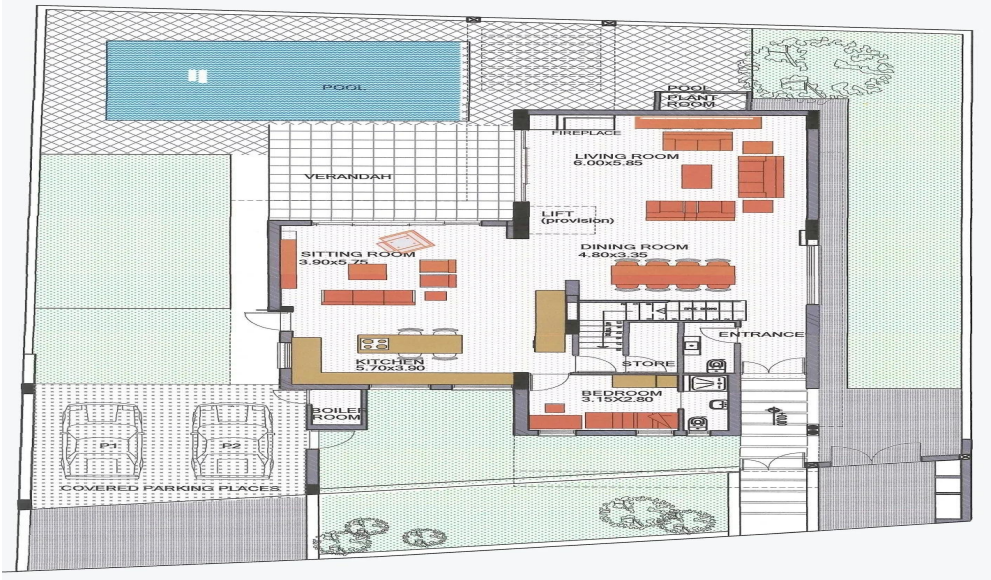 POOL
POOL
PLANT
ROOM
FIREPLACE
LIVING ROOM
6.00x5.85
VERANDAH
LIFT
(provision)
DINING ROOM
4.80x3.35
SITTING ROOM
3.90x5.75
ENTRANCE
KITCHEN
5.70x3.90
STORE
BEDROOM
3.15X2.80
BOILER
ROOM
P1
P2
COVERED PARKING PLACES